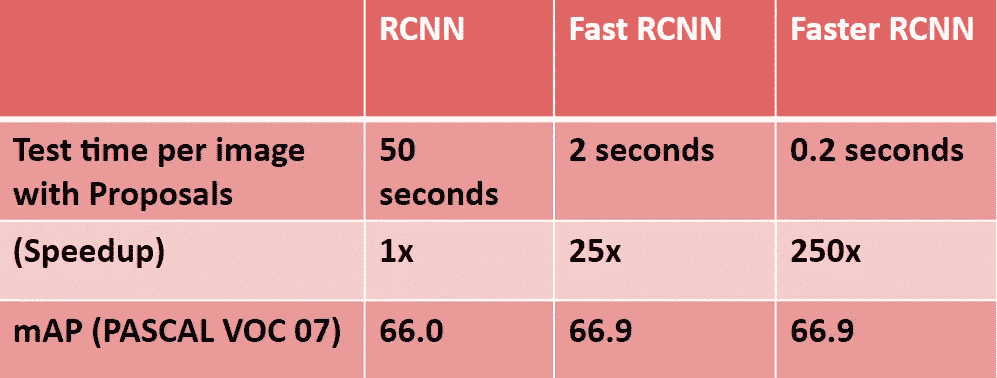 RCNN Fast RCNN Faster RCNN
Test time per image with Proposals 50 seconds 2 seconds 0.2 seconds
(Speedup) 1x 25x 250x
mAP (PASCAL VOC 07) 66.0 66.9 66.9